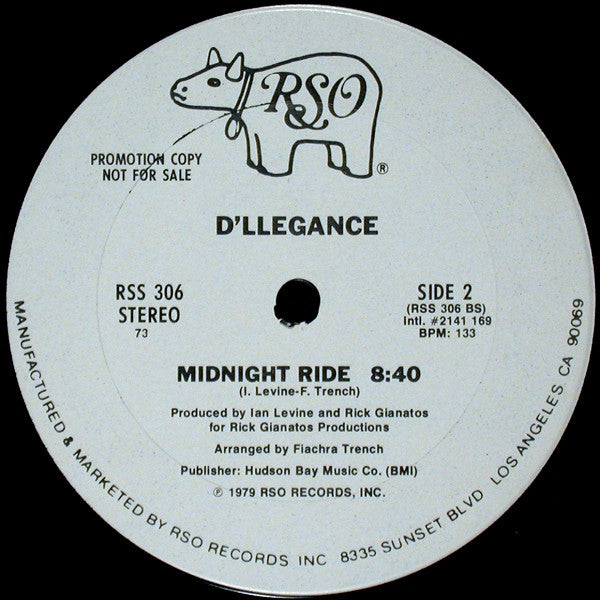 RSO
®
PROMOTION COPY
NOT FOR SALE
D'LLEGANCE
RSS 306
STEREO
73
SIDE 2
(RSS 306 BS)
Intl. #2141 169
BPM: 133
MIDNIGHT RIDE 8:40
(I. Levine-F. Trench)
Produced by Ian Levine and Rick Gianatos
for Rick Gianatos Productions
Arranged by Fiachra Trench
Publisher: Hudson Bay Music Co. (BMI)
℗ 1979 RSO RECORDS, INC.
MANUFACTURED & MARKETED BY RSO RECORDS INC 8335 SUNSET BLVD LOS ANGELES CA 90069